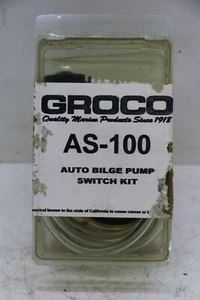 GROCO
Quality Marine Products Since 1918
AS-100
AUTO BILGE PUMP
SWITCH KIT
known to the state of California to cause cancer or